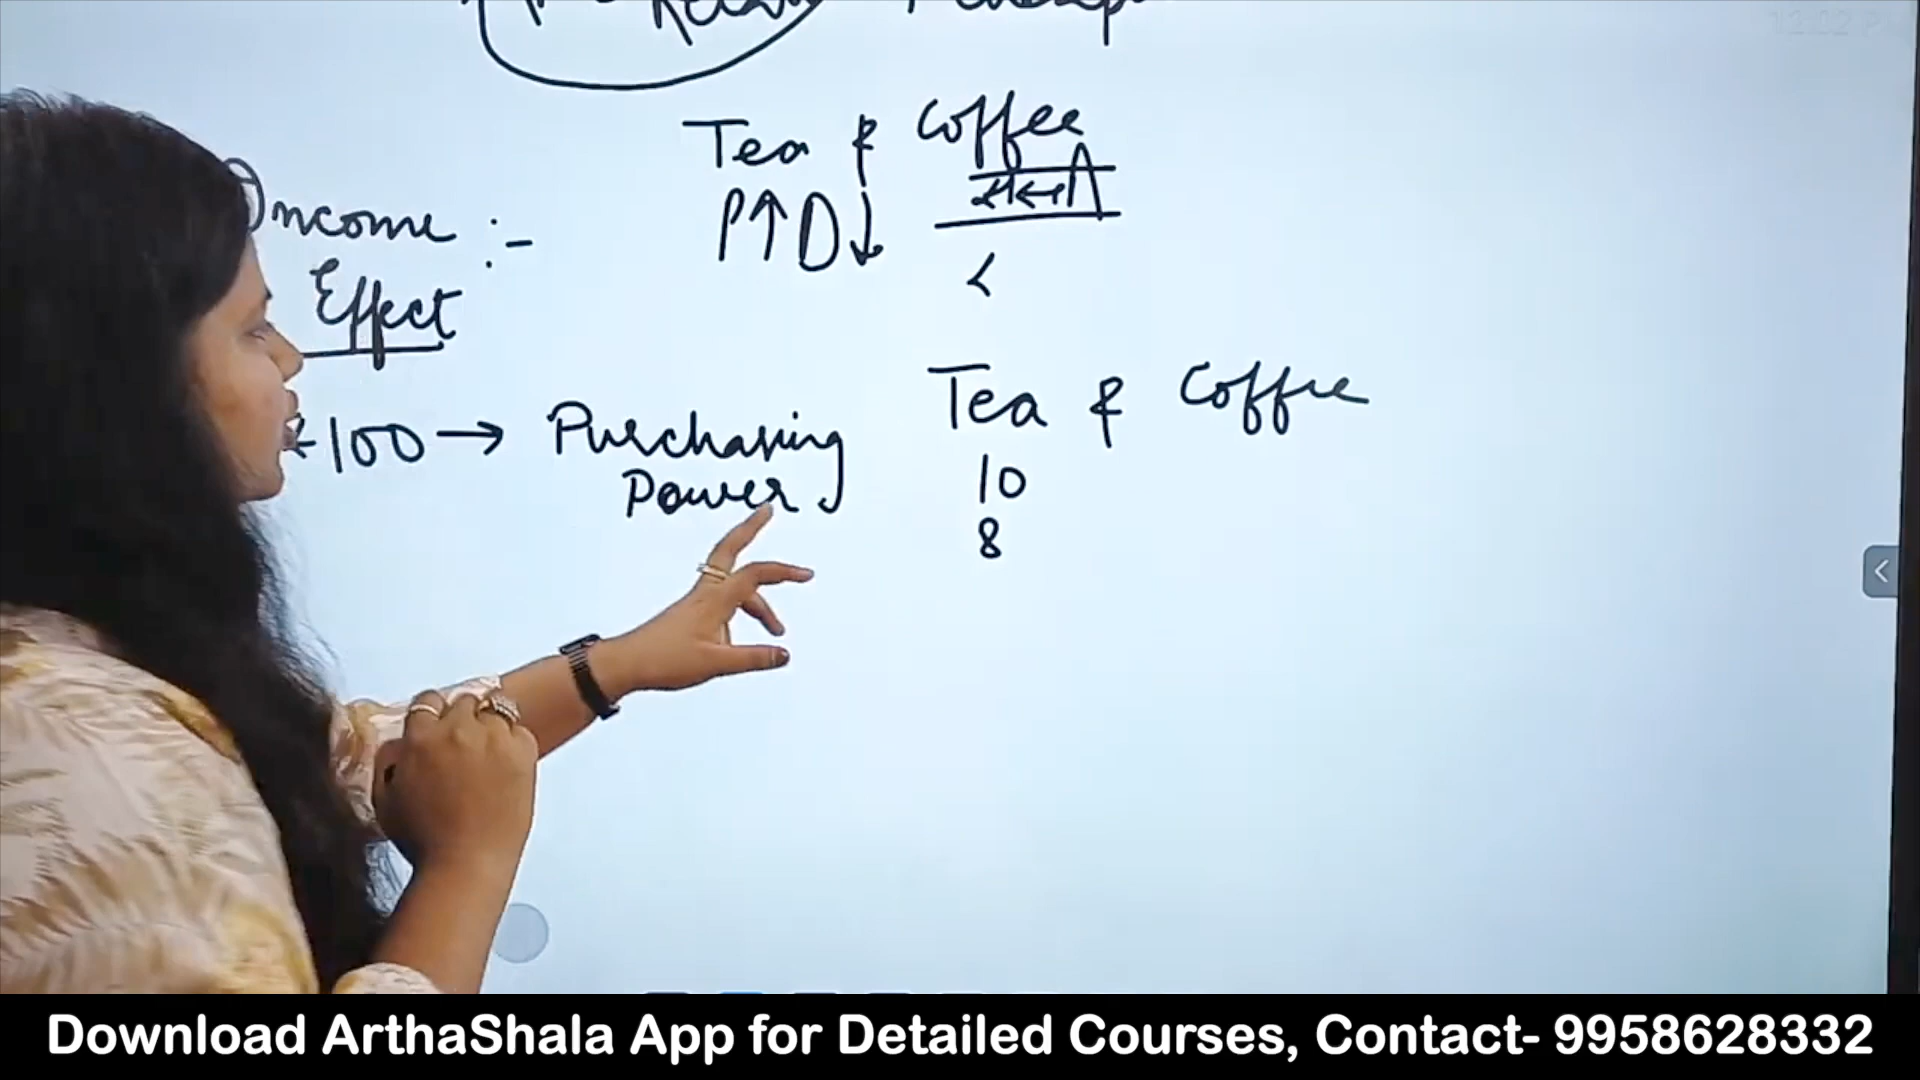 Tea & Coffee
सस्ती
P↑ D↓
<
Income :-
Effect
100 → Purchasing
Power
Tea & Coffee
10
8
Download ArthaShala App for Detailed Courses, Contact- 9958628332